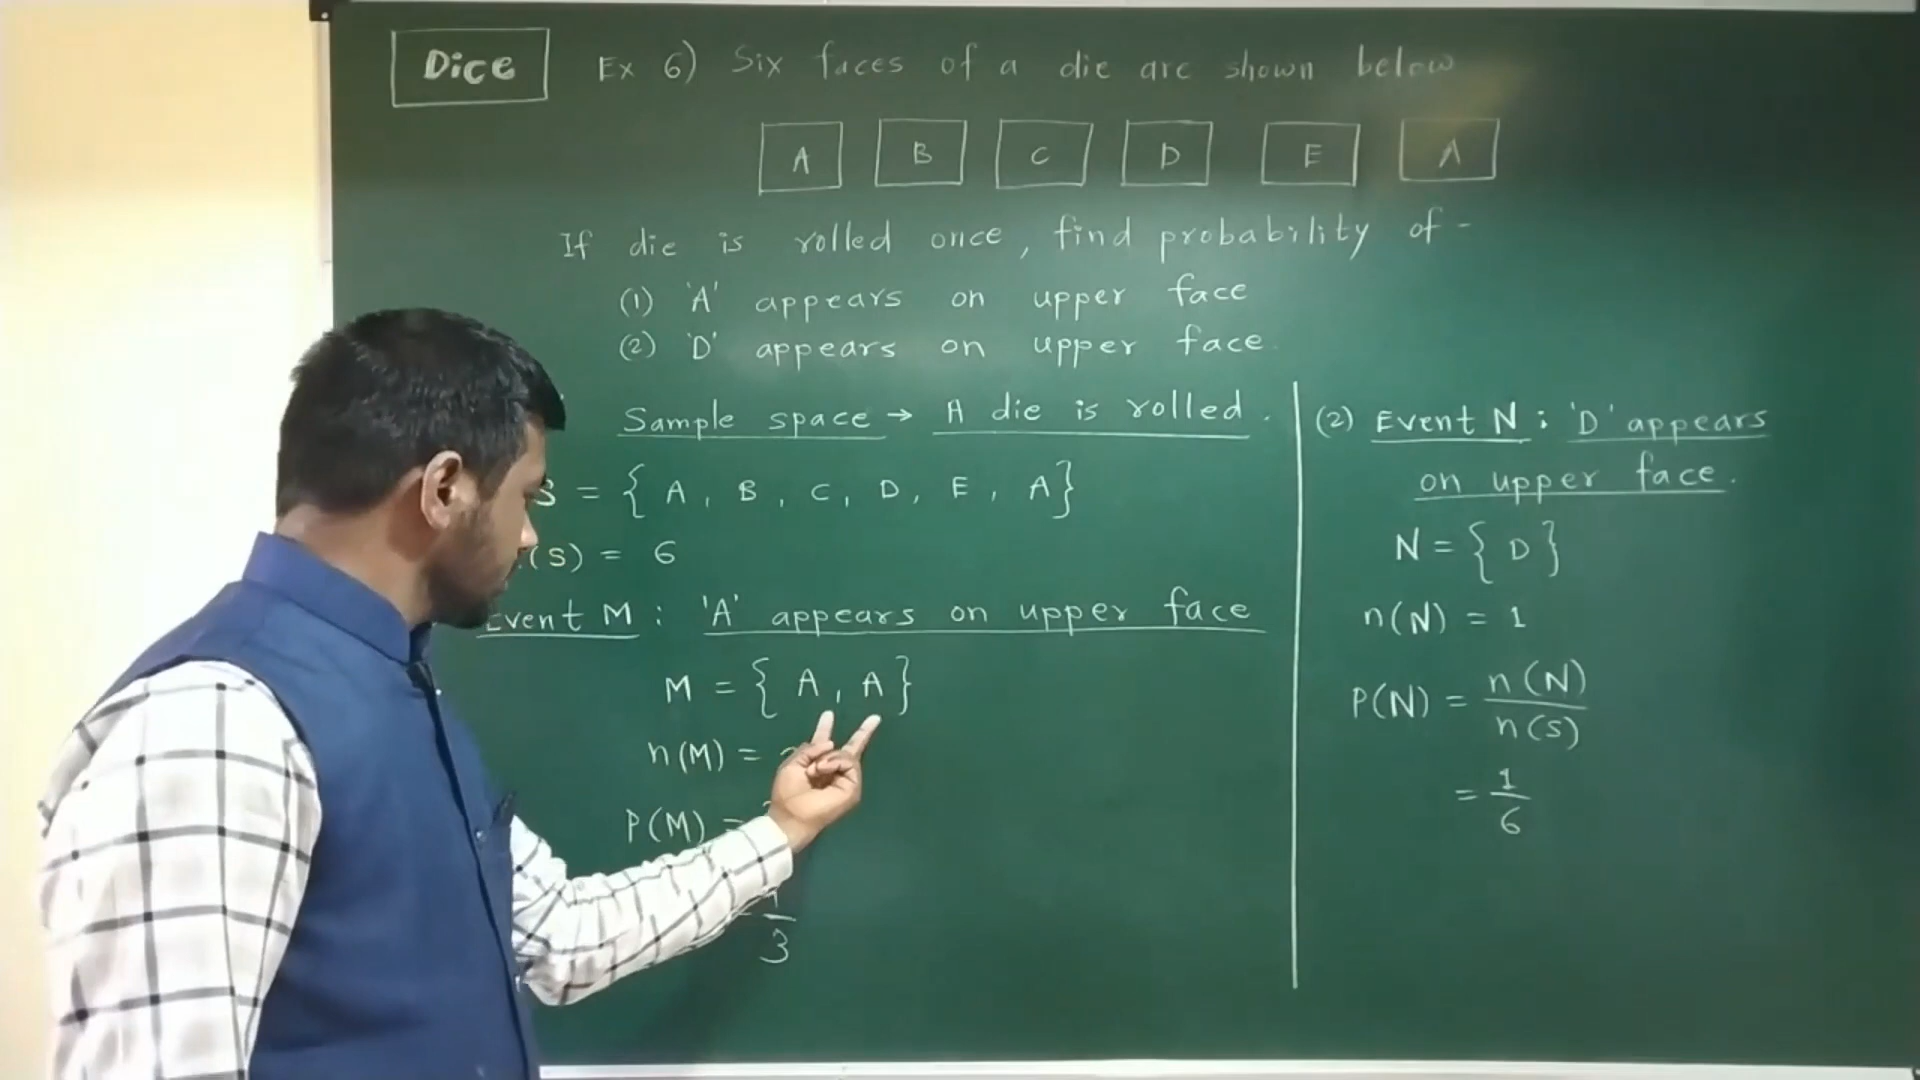 Dice
Ex 6) Six faces of a die are shown below
A B C D E A
If die is rolled once, find probability of -
(1) 'A' appears on upper face
(2) 'D' appears on upper face
Sample space → A die is rolled.
S = { A, B, C, D, E, A}
(S) = 6
Event M : 'A' appears on upper face
M = { A, A }
n(M) =
P(M) =
3
(2) Event N : 'D' appears
on upper face.
N = { D }
n(N) = 1
P(N) = n(N) / n(S)
= 1 / 6